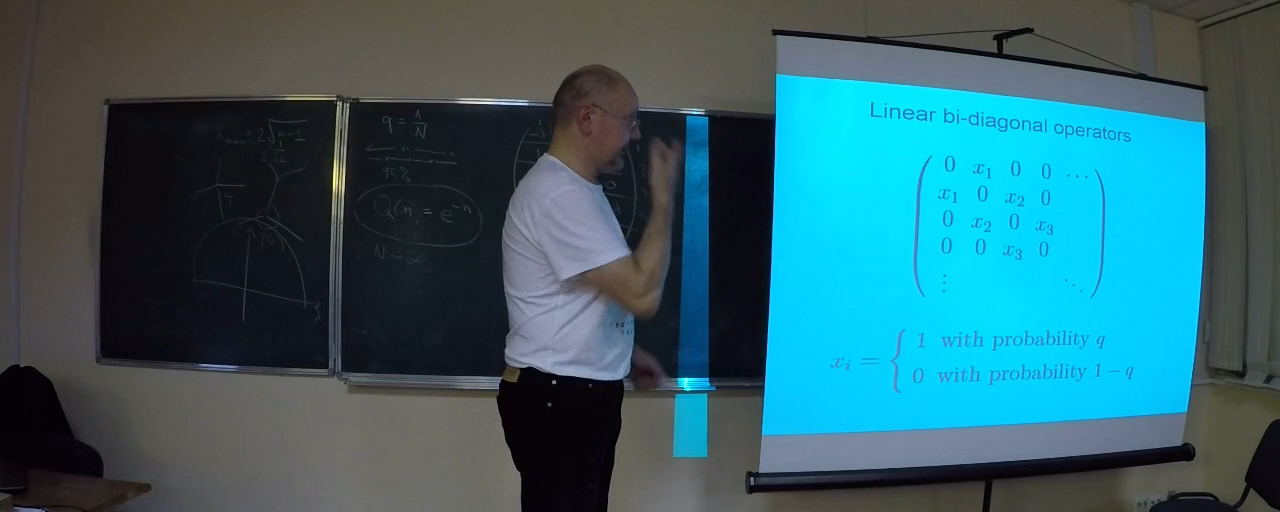 q = 1/N
n
95%
Q(n) = e^{-n}
Linear bi-diagonal operators
0 x₁ 0 0 ⋯
x₁ 0 x₂ 0
0 x₂ 0 x₃
0 0 x₃ 0
⋮ ⋱
xᵢ = { 1 with probability q
0 with probability 1 − q